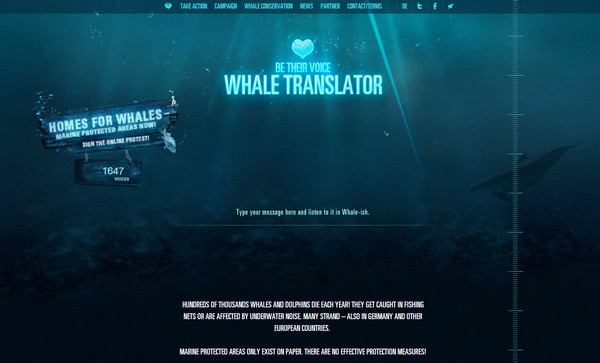 TAKE ACTION CAMPAIGN WHALE CONSERVATION NEWS PARTNER CONTACT/TERMS DE
BE THEIR VOICE
WHALE TRANSLATOR
HOMES FOR WHALES
MARINE PROTECTED AREAS NOW!
SIGN THE ONLINE PROTEST!
1647
VOICES
Type your message here and listen to it in Whale-ish.
HUNDREDS OF THOUSANDS WHALES AND DOLPHINS DIE EACH YEAR! THEY GET CAUGHT IN FISHING
NETS OR ARE AFFECTED BY UNDERWATER NOISE. MANY STRAND – ALSO IN GERMANY AND OTHER
EUROPEAN COUNTRIES.
MARINE PROTECTED AREAS ONLY EXIST ON PAPER. THERE ARE NO EFFECTIVE PROTECTION MEASURES!